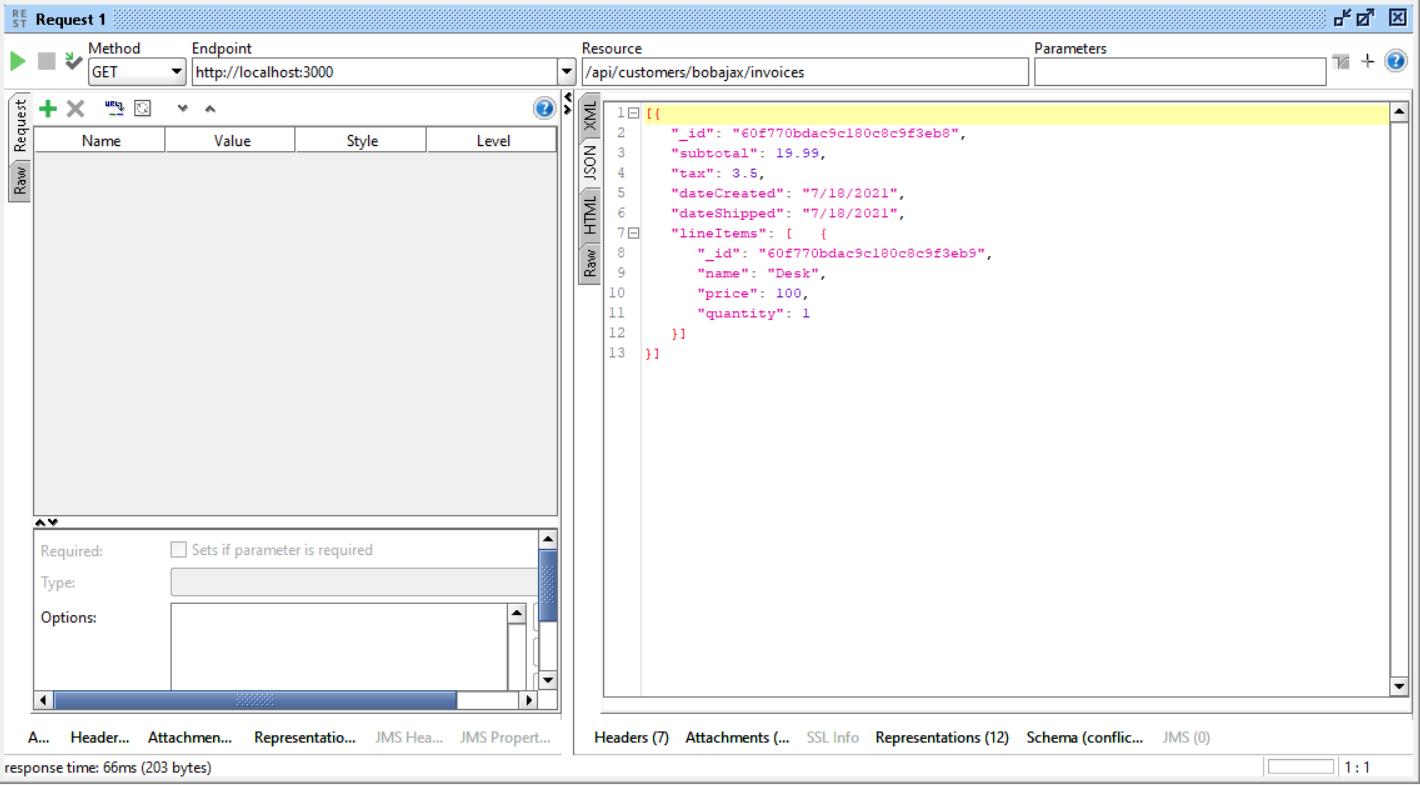 REST Request 1
Method Endpoint Resource Parameters
GET http://localhost:3000 /api/customers/bobajax/invoices
Request
Raw
Name Value Style Level
Required: Sets if parameter is required
Type:
Options:
A... Header... Attachmen... Representatio... JMS Hea... JMS Propert...
XML
JSON
HTML
Raw
1 [{
2 "_id": "60f770bdac9c180c8c9f3eb8",
3 "subtotal": 19.99,
4 "tax": 3.5,
5 "dateCreated": "7/18/2021",
6 "dateShipped": "7/18/2021",
7 "lineItems": [ {
8 "_id": "60f770bdac9c180c8c9f3eb9",
9 "name": "Desk",
10 "price": 100,
11 "quantity": 1
12 }]
13 }]
Headers (7) Attachments (... SSL Info Representations (12) Schema (conflic... JMS (0)
response time: 66ms (203 bytes) 1 : 1